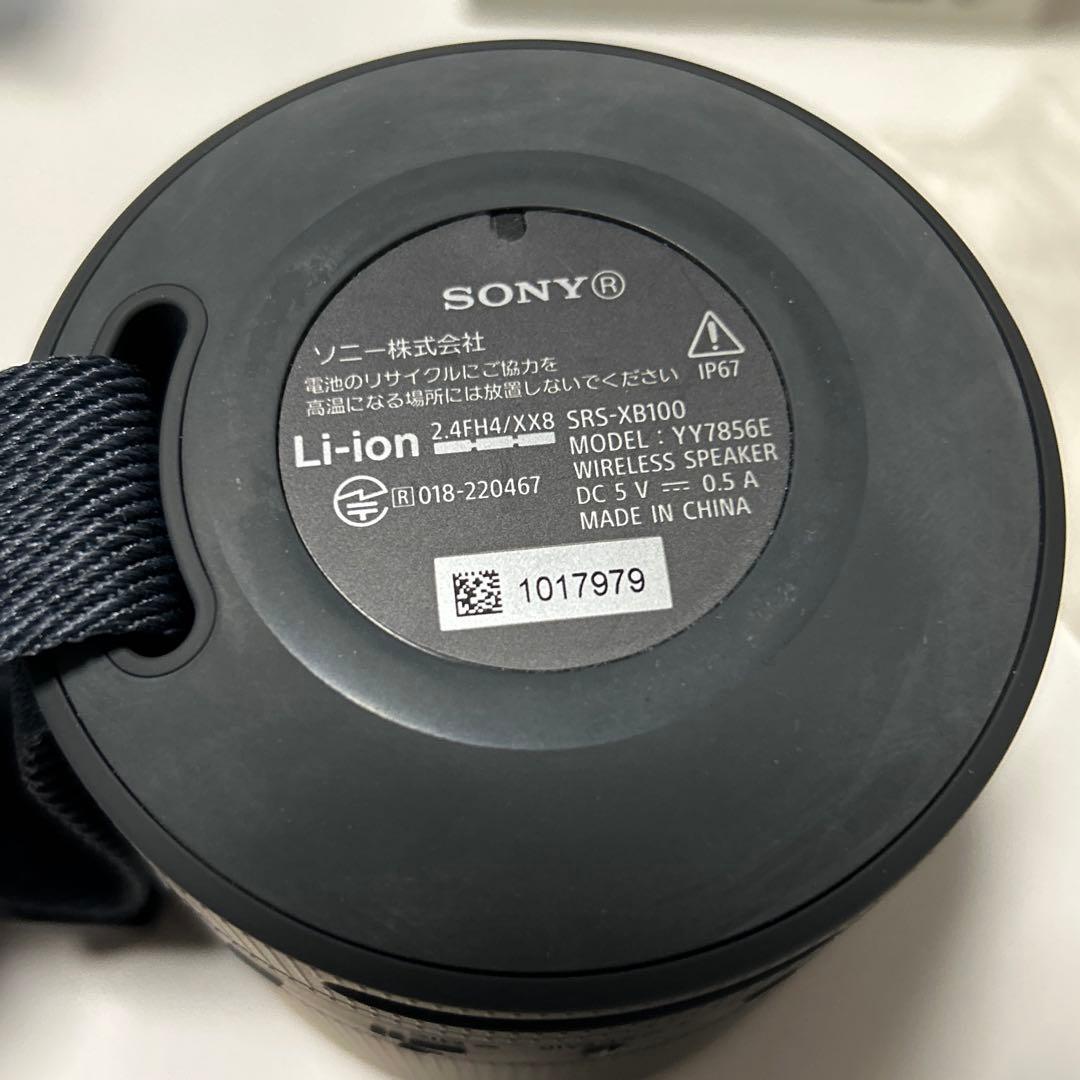 SONY®
ソニー株式会社
電池のリサイクルにご協力を
高温になる場所には放置しないでください
IP67
Li-ion 2.4FH4/XX8
SRS-XB100
MODEL : YY7856E
WIRELESS SPEAKER
DC 5 V ⎓ 0.5 A
MADE IN CHINA
R 018-220467
1017979